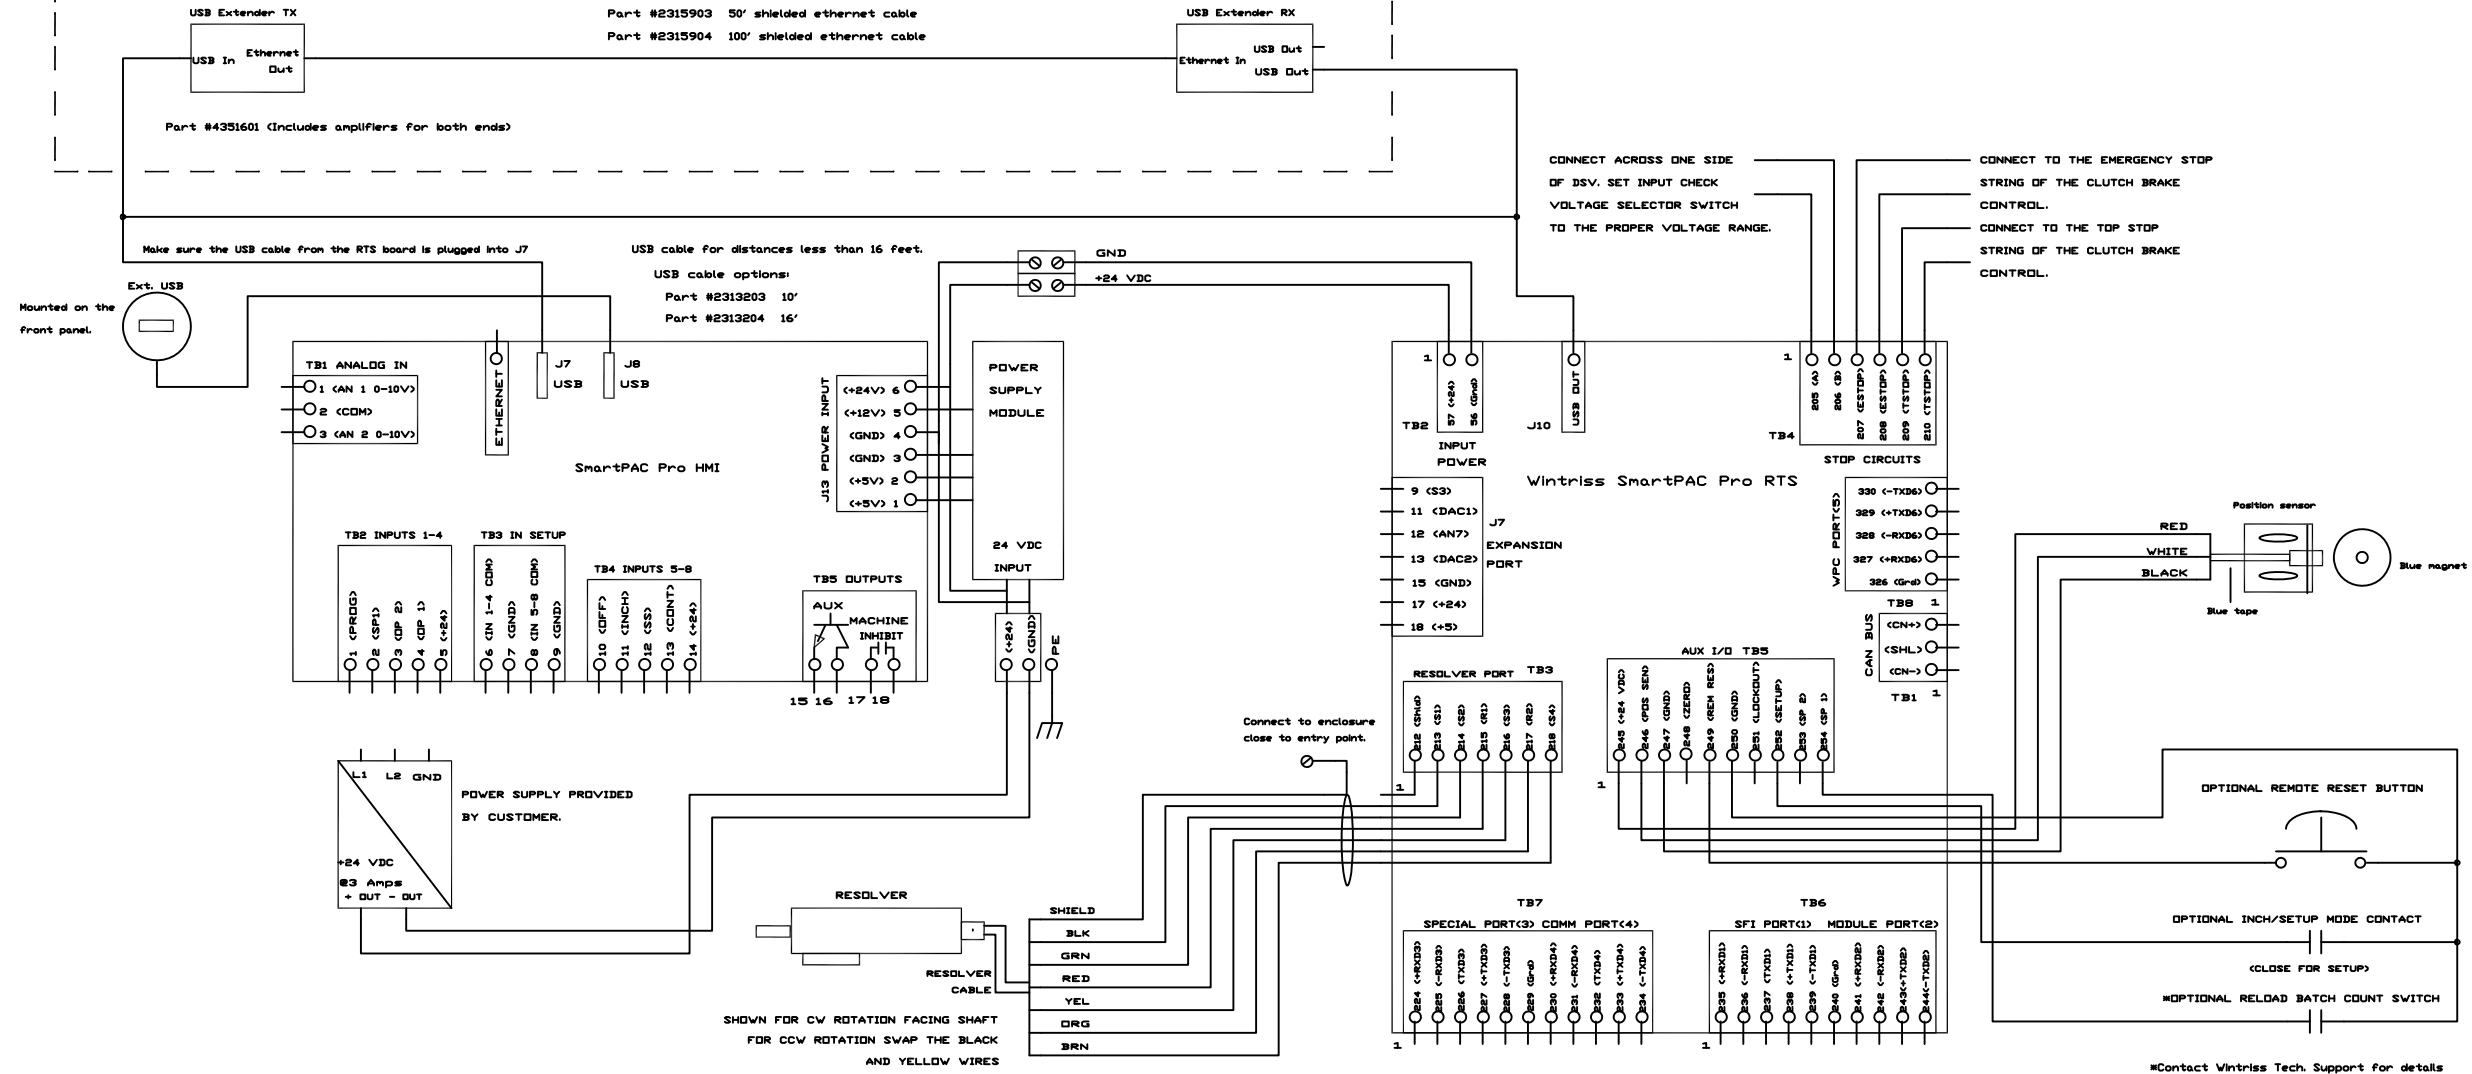 USB Extender TX
Part #2315903 50' shielded ethernet cable
Part #2315904 100' shielded ethernet cable
USB Extender RX
USB In
Ethernet
Out
Ethernet In
USB Out
USB Out
Part #4351601 (Includes amplifiers for both ends)
CONNECT ACROSS ONE SIDE
OF DSV. SET INPUT CHECK
VOLTAGE SELECTOR SWITCH
TO THE PROPER VOLTAGE RANGE.
CONNECT TO THE EMERGENCY STOP
STRING OF THE CLUTCH BRAKE
CONTROL.
CONNECT TO THE TOP STOP
STRING OF THE CLUTCH BRAKE
CONTROL.
Make sure the USB cable from the RTS board is plugged into J7
USB cable for distances less than 16 feet.
USB cable options:
Part #2313203 10'
Part #2313204 16'
GND
+24 VDC
Ext. USB
Mounted on the
front panel.
TB1 ANALOG IN
1 (AN 1 0-10V)
2 (COM)
3 (AN 2 0-10V)
ETHERNET
J7
USB
J8
USB
SmartPAC Pro HMI
J13 POWER INPUT
(+24V) 6
(+12V) 5
(GND) 4
(GND) 3
(+5V) 2
(+5V) 1
POWER
SUPPLY
MODULE
24 VDC
INPUT
TB2 INPUTS 1-4
1 (PROG)
2 (SP1)
3 (OP 2)
4 (OP 1)
5 (+24)
TB3 IN SETUP
6 (IN 1-4 COM)
7 (GND)
8 (IN 5-8 COM)
9 (GND)
TB4 INPUTS 5-8
10 (OFF)
11 (INCH)
12 (SS)
13 (CONT)
14 (+24)
TB5 OUTPUTS
AUX
MACHINE
INHIBIT
15 16 17 18
(+24)
(GND)
PE
1
57 (+24)
56 (Gnd)
TB2
INPUT
POWER
J10
USB OUT
1
205 (A)
206 (B)
207 (ESTOP)
208 (ESTOP)
209 (TSTOP)
210 (TSTOP)
TB4
STOP CIRCUITS
Wintriss SmartPAC Pro RTS
9 (S3)
11 (DAC1)
12 (AN7)
13 (DAC2)
15 (GND)
17 (+24)
18 (+5)
J7
EXPANSION
PORT
WPC PORT(5)
330 (-TXD6)
329 (+TXD6)
328 (-RXD6)
327 (+RXD6)
326 (Grd)
TB8 1
CAN BUS
(CN+)
(SHL)
(CN-)
TB1 1
Position sensor
RED
WHITE
BLACK
Blue magnet
Blue tape
RESOLVER PORT TB3
212 (Shld)
213 (S1)
214 (S2)
215 (R1)
216 (S3)
217 (R2)
218 (S4)
1
AUX I/O TB5
245 (+24 VDC)
246 (POS SEN)
247 (GND)
248 (ZERO)
249 (REM RES)
250 (GND)
251 (LOCKOUT)
252 (SETUP)
253 (SP 2)
254 (SP 1)
1
Connect to enclosure
close to entry point.
L1 L2 GND
POWER SUPPLY PROVIDED
BY CUSTOMER.
+24 VDC
@3 Amps
+ OUT - OUT
RESOLVER
RESOLVER
CABLE
SHIELD
BLK
GRN
RED
YEL
ORG
BRN
SHOWN FOR CW ROTATION FACING SHAFT
FOR CCW ROTATION SWAP THE BLACK
AND YELLOW WIRES
TB7
SPECIAL PORT(3) COMM PORT(4)
224 (+RXD3)
225 (-RXD3)
226 (TXD3)
227 (+TXD3)
228 (-TXD3)
229 (Grd)
230 (+RXD4)
231 (-RXD4)
232 (TXD4)
233 (+TXD4)
234 (-TXD4)
1
TB6
SFI PORT(1) MODULE PORT(2)
235 (+RXD1)
236 (-RXD1)
237 (TXD1)
238 (+TXD1)
239 (-TXD1)
240 (Grd)
241 (+RXD2)
242 (-RXD2)
243(+TXD2)
244(-TXD2)
1
OPTIONAL REMOTE RESET BUTTON
OPTIONAL INCH/SETUP MODE CONTACT
(CLOSE FOR SETUP)
*OPTIONAL RELOAD BATCH COUNT SWITCH
*Contact Wintriss Tech. Support for details